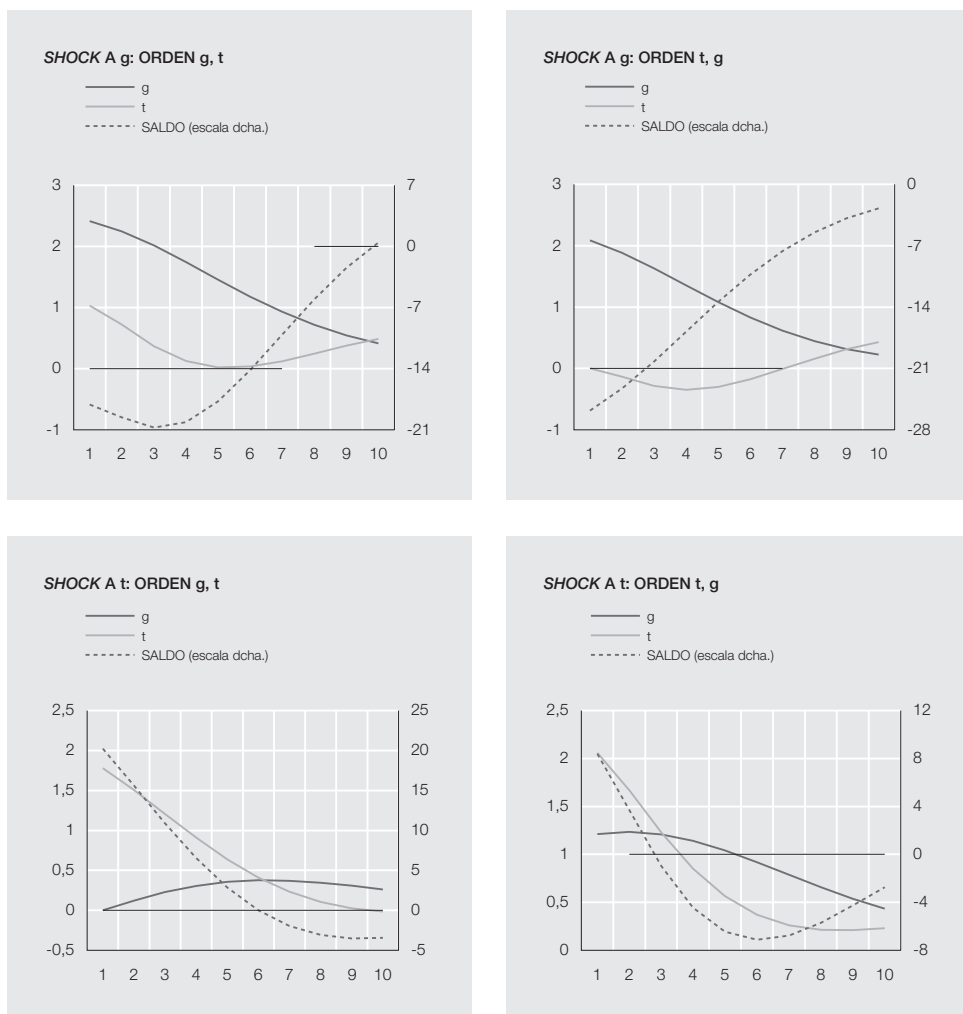 SHOCK A g: ORDEN g, t
g
t
SALDO (escala dcha.)
3 7
2 0
1 -7
0 -14
-1 -21
1 2 3 4 5 6 7 8 9 10
SHOCK A g: ORDEN t, g
g
t
SALDO (escala dcha.)
3 0
2 -7
1 -14
0 -21
-1 -28
1 2 3 4 5 6 7 8 9 10
SHOCK A t: ORDEN g, t
g
t
SALDO (escala dcha.)
2,5 25
2 20
1,5 15
1 10
0,5 5
0 0
-0,5 -5
1 2 3 4 5 6 7 8 9 10
SHOCK A t: ORDEN t, g
g
t
SALDO (escala dcha.)
2,5 12
2 8
1,5 4
1 0
0,5 -4
0 -8
1 2 3 4 5 6 7 8 9 10